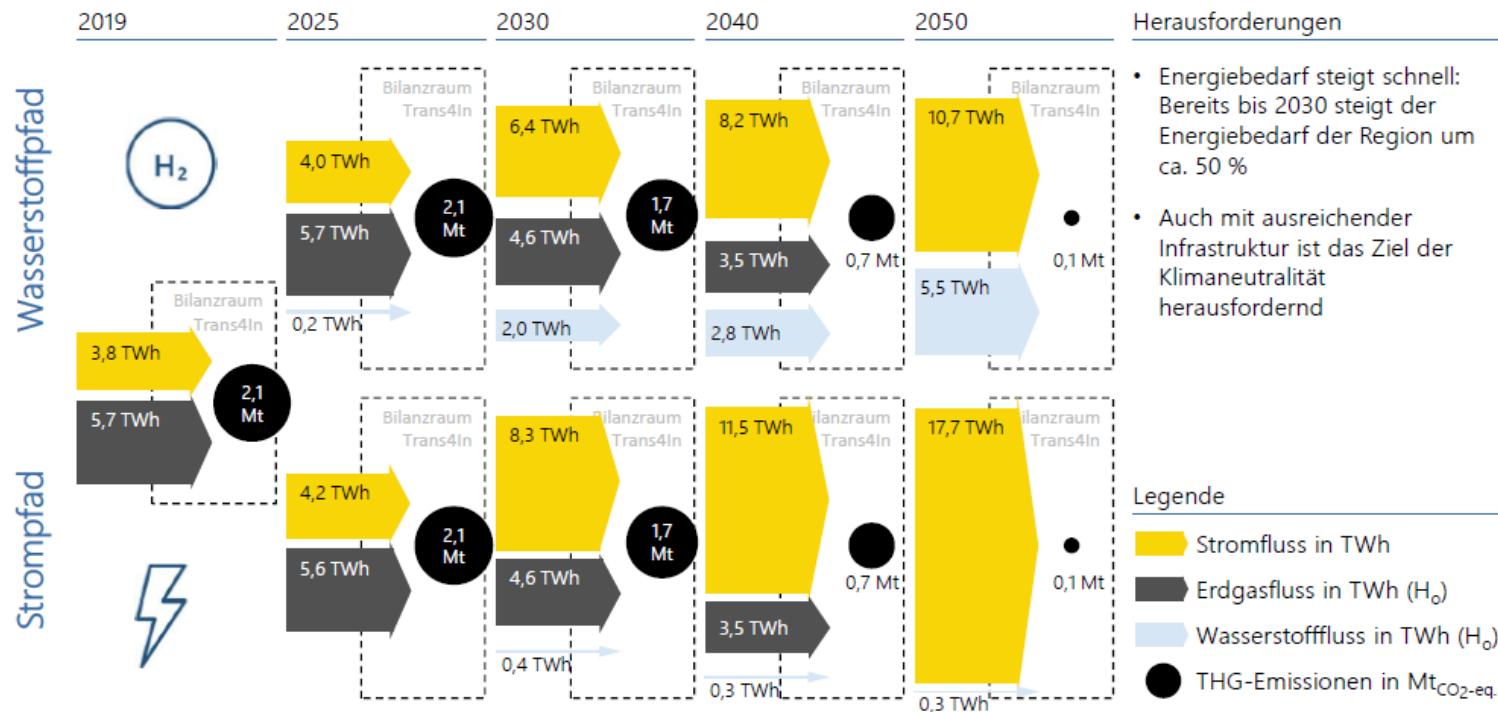 2019
2025
2030
2040
2050
Herausforderungen
Wasserstoffpfad
H2
Bilanzraum
Trans4In
4,0 TWh
5,7 TWh
0,2 TWh
2,1
Mt
Bilanzraum
Trans4In
6,4 TWh
4,6 TWh
2,0 TWh
1,7
Mt
Bilanzraum
Trans4In
8,2 TWh
3,5 TWh
2,8 TWh
0,7 Mt
Bilanzraum
Trans4In
10,7 TWh
5,5 TWh
0,1 Mt
• Energiebedarf steigt schnell:
Bereits bis 2030 steigt der
Energiebedarf der Region um
ca. 50 %
• Auch mit ausreichender
Infrastruktur ist das Ziel der
Klimaneutralität
herausfordernd
Bilanzraum
Trans4In
3,8 TWh
5,7 TWh
2,1
Mt
Strompfad
Bilanzraum
Trans4In
4,2 TWh
5,6 TWh
2,1
Mt
Bilanzraum
Trans4In
8,3 TWh
4,6 TWh
0,4 TWh
1,7
Mt
Bilanzraum
Trans4In
11,5 TWh
3,5 TWh
0,3 TWh
0,7 Mt
Bilanzraum
Trans4In
17,7 TWh
0,3 TWh
0,1 Mt
Legende
Stromfluss in TWh
Erdgasfluss in TWh (Ho)
Wasserstofffluss in TWh (Ho)
THG-Emissionen in MtCO2-eq.